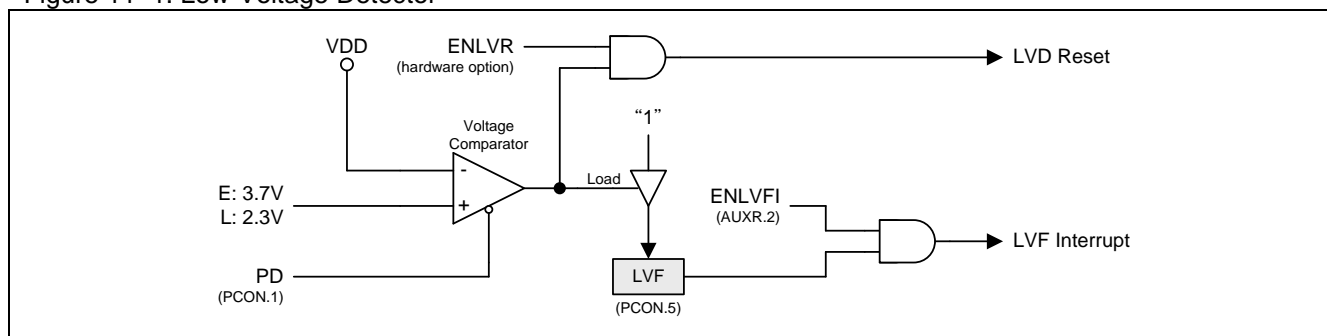 Figure 11-1. Low Voltage Detector
VDD
ENLVR
(hardware option)
LVD Reset
"1"
Voltage
Comparator
-
+
Load
E: 3.7V
L: 2.3V
ENLVFI
(AUXR.2)
LVF Interrupt
PD
(PCON.1)
LVF
(PCON.5)